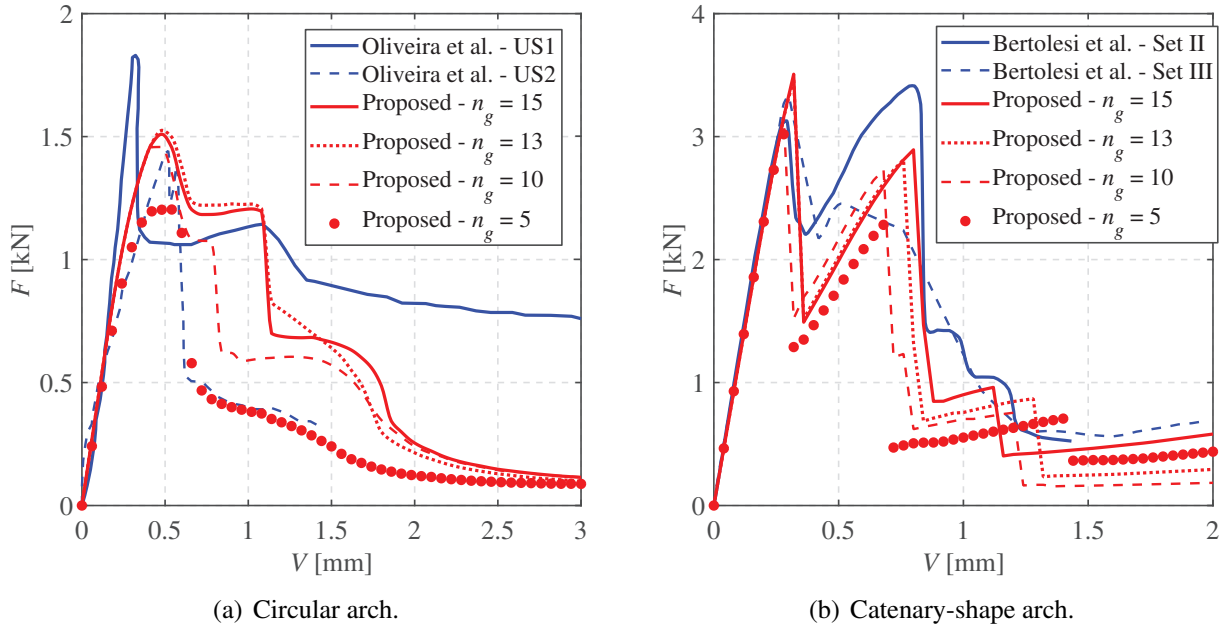 2
1.5
1
0.5
0
F [kN]
0 0.5 1 1.5 2 2.5 3
V [mm]
Oliveira et al. - US1
Oliveira et al. - US2
Proposed - n_g = 15
Proposed - n_g = 13
Proposed - n_g = 10
Proposed - n_g = 5
(a) Circular arch.
4
3
2
1
0
F [kN]
0 0.5 1 1.5 2
V [mm]
Bertolesi et al. - Set II
Bertolesi et al. - Set III
Proposed - n_g = 15
Proposed - n_g = 13
Proposed - n_g = 10
Proposed - n_g = 5
(b) Catenary-shape arch.